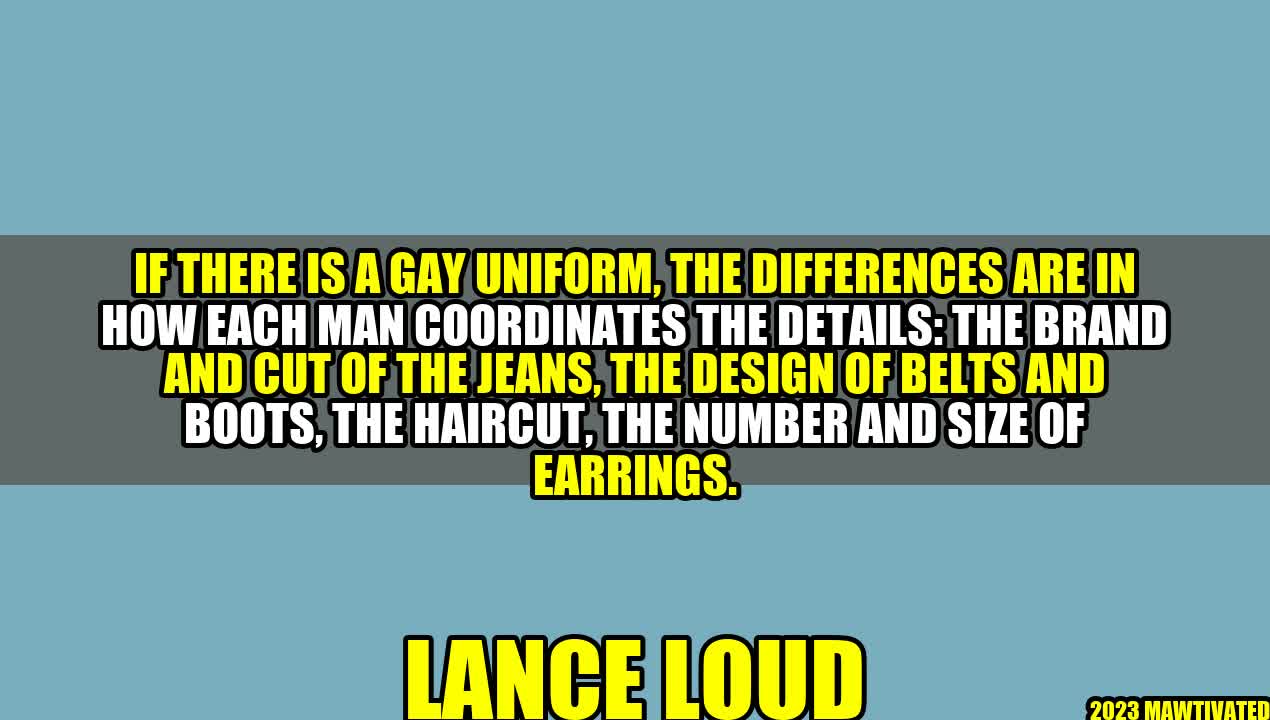 IF THERE IS A GAY UNIFORM, THE DIFFERENCES ARE IN
HOW EACH MAN COORDINATES THE DETAILS: THE BRAND
AND CUT OF THE JEANS, THE DESIGN OF BELTS AND
BOOTS, THE HAIRCUT, THE NUMBER AND SIZE OF
EARRINGS.
LANCE LOUD
2023 MAWTIVATED